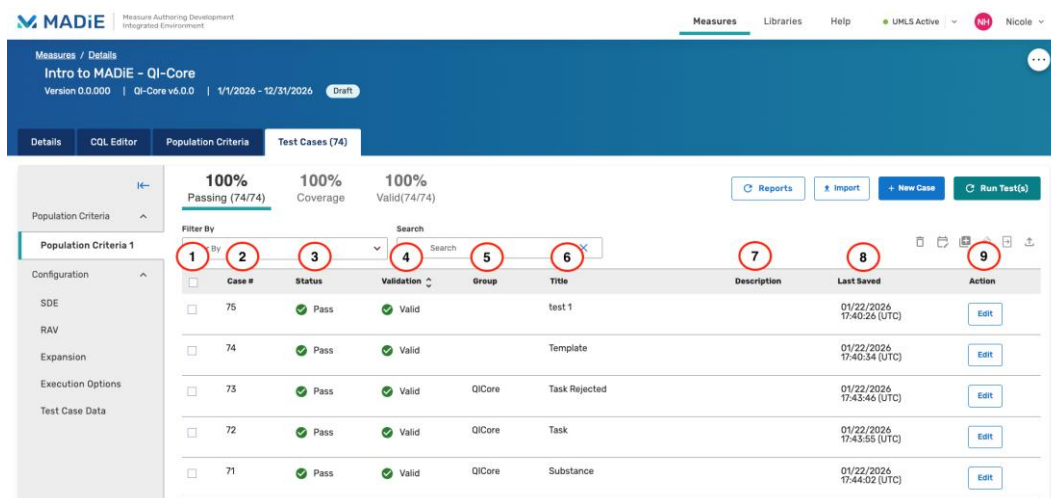 MADiE Measure Authoring Development
Integrated Environment
Measures Libraries Help UMLS Active NH Nicole
Measures / Details
Intro to MADiE - QI-Core
Version 0.0.000 | QI-Core v6.0.0 | 1/1/2026 - 12/31/2026 Draft
Details CQL Editor Population Criteria Test Cases (74)
100% 100% 100%
Passing (74/74) Coverage Valid(74/74)
Reports Import + New Case Run Test(s)
Population Criteria
Population Criteria 1
Configuration
SDE
RAV
Expansion
Execution Options
Test Case Data
Filter By Search
By Search
1 2 3 4 5 6 7 8 9
Case # Status Validation Group Title Description Last Saved Action
75 Pass Valid test 1 01/22/2026
17:40:26 (UTC) Edit
74 Pass Valid Template 01/22/2026
17:40:34 (UTC) Edit
73 Pass Valid QICore Task Rejected 01/22/2026
17:43:46 (UTC) Edit
72 Pass Valid QICore Task 01/22/2026
17:43:55 (UTC) Edit
71 Pass Valid QICore Substance 01/22/2026
17:44:02 (UTC) Edit